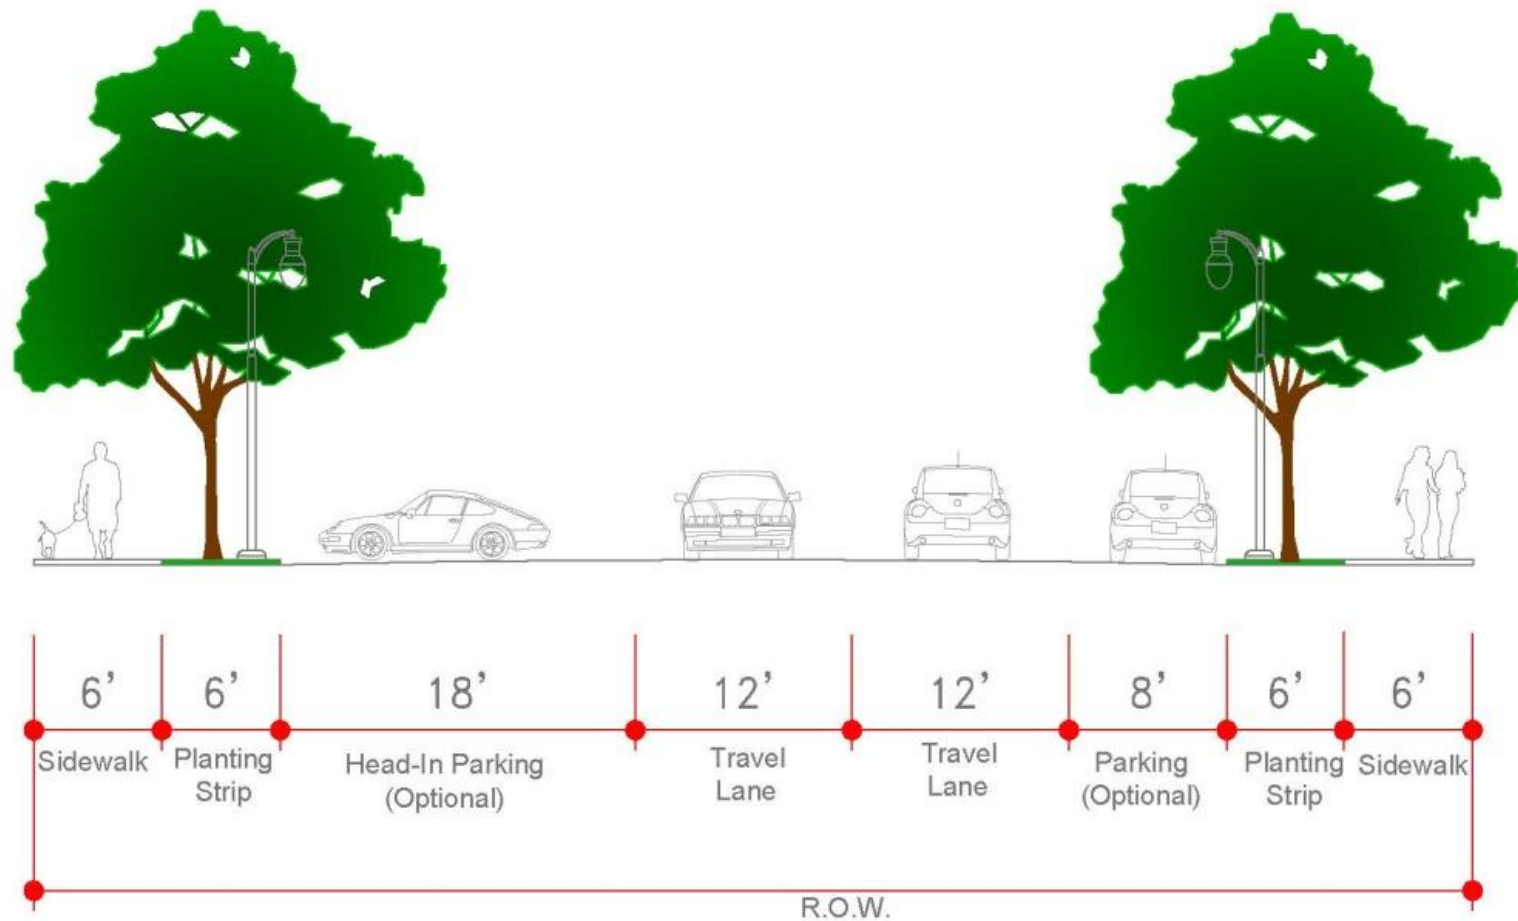 6' 6' 18' 12' 12' 8' 6' 6'
Sidewalk
Planting
Strip
Head-In Parking
(Optional)
Travel
Lane
Travel
Lane
Parking
(Optional)
Planting
Strip
Sidewalk
R.O.W.